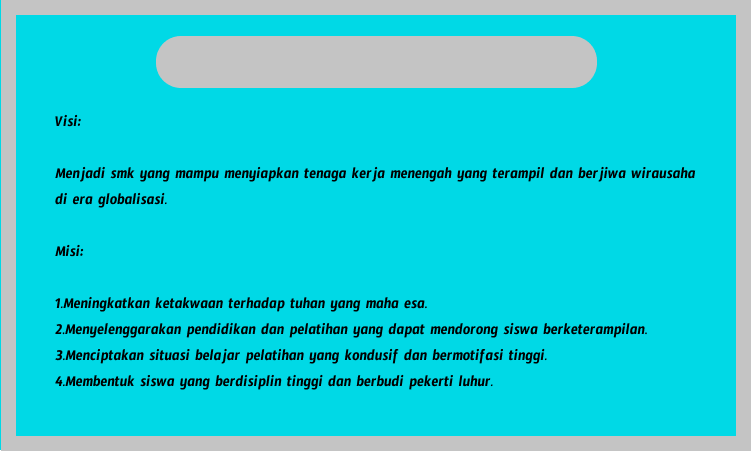 Visi:
Menjadi smk yang mampu menyiapkan tenaga kerja menengah yang terampil dan berjiwa wirausaha
di era globalisasi.
Misi:
1.Meningkatkan ketakwaan terhadap tuhan yang maha esa.
2.Menyelenggarakan pendidikan dan pelatihan yang dapat mendorong siswa berketerampilan.
3.Menciptakan situasi belajar pelatihan yang kondusif dan bermotifasi tinggi.
4.Membentuk siswa yang berdisiplin tinggi dan berbudi pekerti luhur.